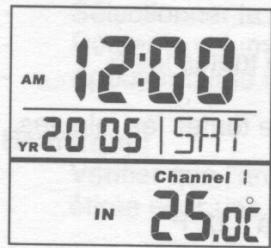 AM 12:00
YR 20 05 | SAT
Channel 1
IN 25.0℃